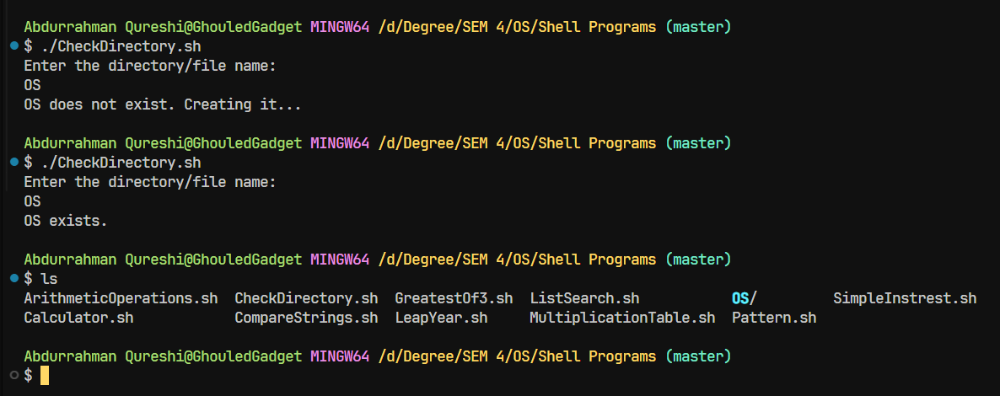 Abdurrahman Qureshi@GhouledGadget MINGW64 /d/Degree/SEM 4/OS/Shell Programs (master)
$ ./CheckDirectory.sh
Enter the directory/file name:
OS
OS does not exist. Creating it...
Abdurrahman Qureshi@GhouledGadget MINGW64 /d/Degree/SEM 4/OS/Shell Programs (master)
$ ./CheckDirectory.sh
Enter the directory/file name:
OS
OS exists.
Abdurrahman Qureshi@GhouledGadget MINGW64 /d/Degree/SEM 4/OS/Shell Programs (master)
$ ls
ArithmeticOperations.sh  CheckDirectory.sh  GreatestOf3.sh  ListSearch.sh           OS/         SimpleInstrest.sh
Calculator.sh            CompareStrings.sh  LeapYear.sh     MultiplicationTable.sh  Pattern.sh
Abdurrahman Qureshi@GhouledGadget MINGW64 /d/Degree/SEM 4/OS/Shell Programs (master)
$